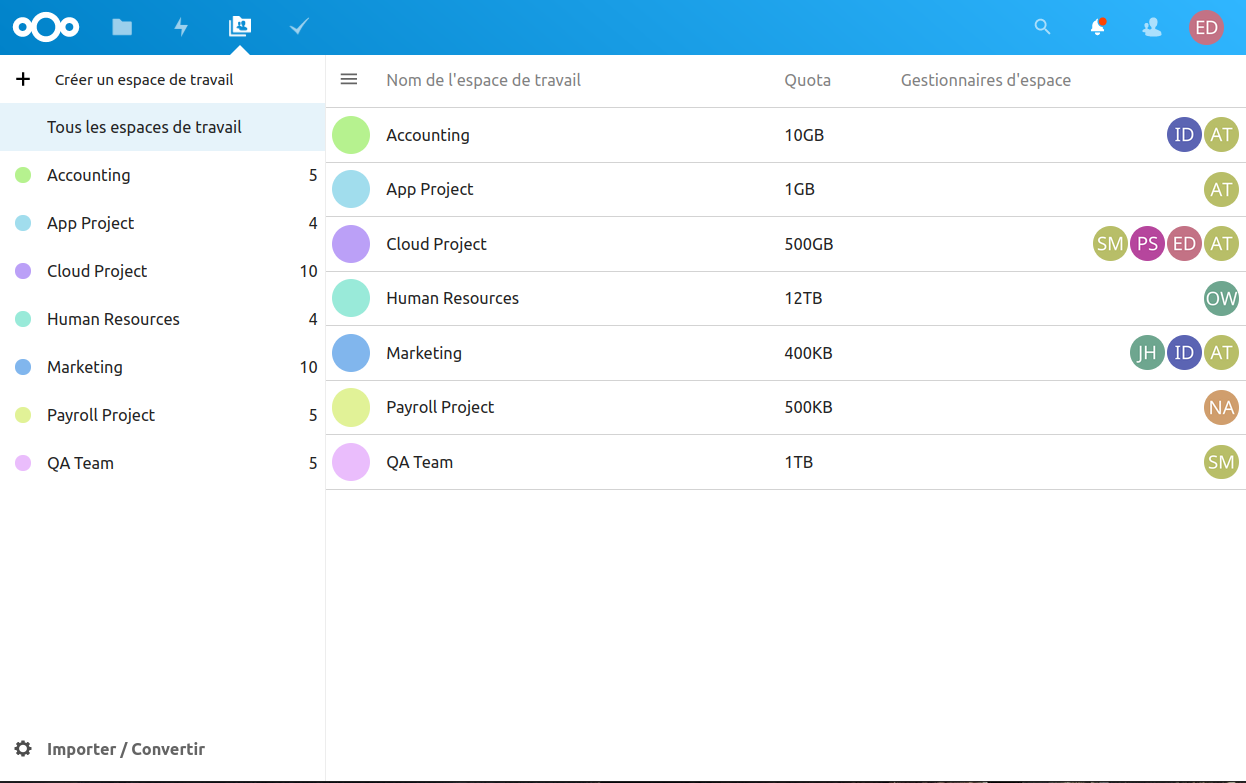 ED
Créer un espace de travail
Nom de l'espace de travail Quota Gestionnaires d'espace
Tous les espaces de travail
Accounting 5
App Project 4
Cloud Project 10
Human Resources 4
Marketing 10
Payroll Project 5
QA Team 5
Accounting 10GB ID AT
App Project 1GB AT
Cloud Project 500GB SM PS ED AT
Human Resources 12TB OW
Marketing 400KB JH ID AT
Payroll Project 500KB NA
QA Team 1TB SM
Importer / Convertir